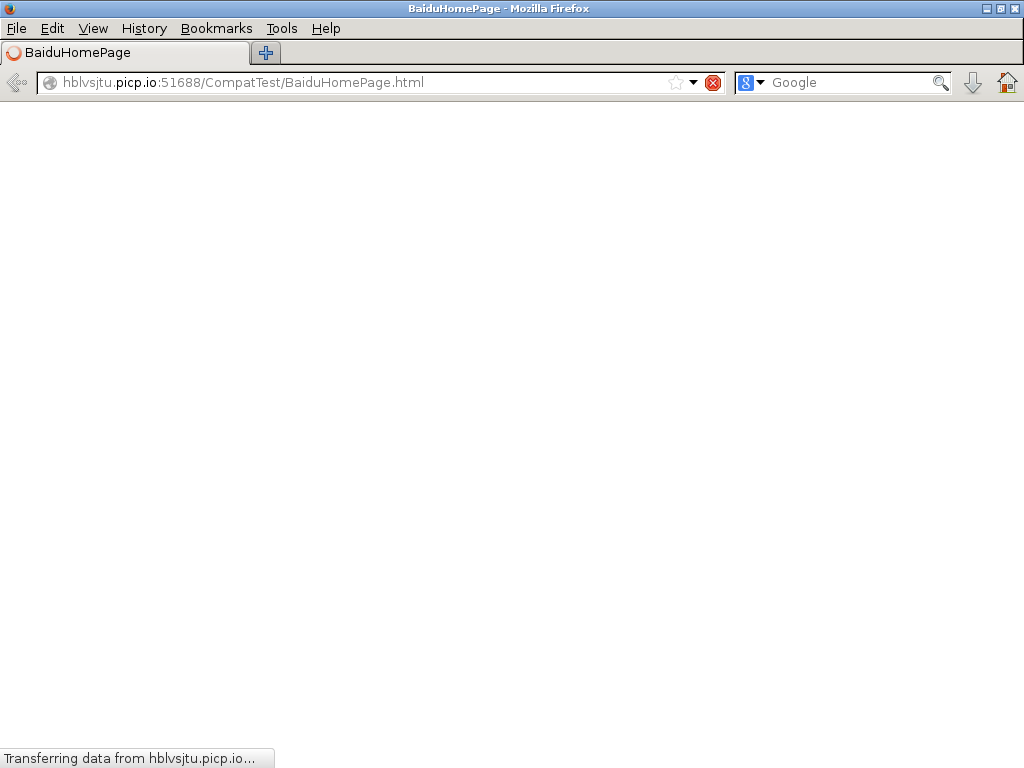 BaiduHomePage - Mozilla Firefox
File Edit View History Bookmarks Tools Help
BaiduHomePage
hblvsjtu.picp.io:51688/CompatTest/BaiduHomePage.html
8 Google
Transferring data from hblvsjtu.picp.io...